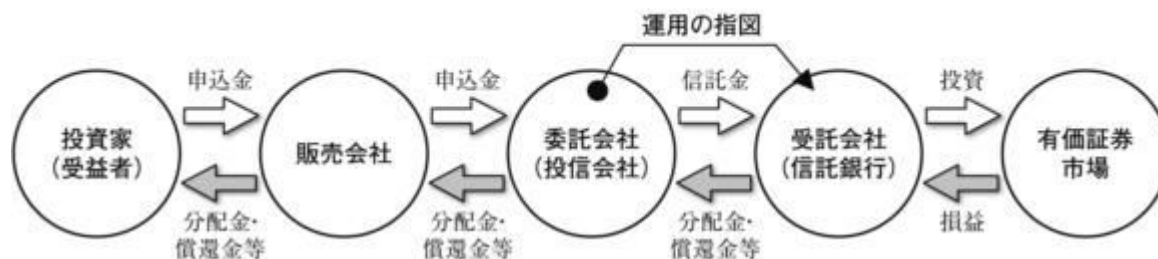 運用の指図
申込金
申込金
信託金
投資
投資家
(受益者)
販売会社
委託会社
(投信会社)
受託会社
(信託銀行)
有価証券
市場
分配金・
償還金等
分配金・
償還金等
分配金・
償還金等
損益